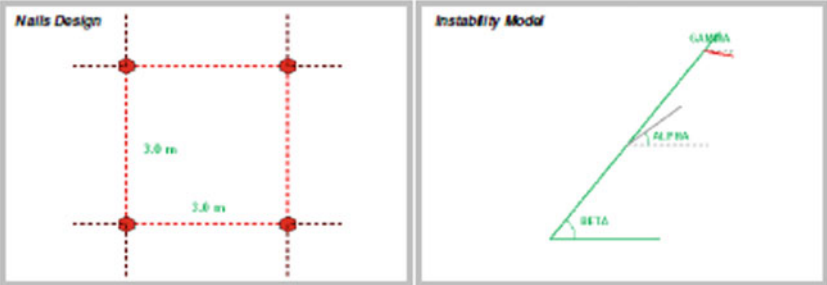 Nails Design
3.0 m
3.0 m
Instability Model
GAMMA
ALPHA
BETA